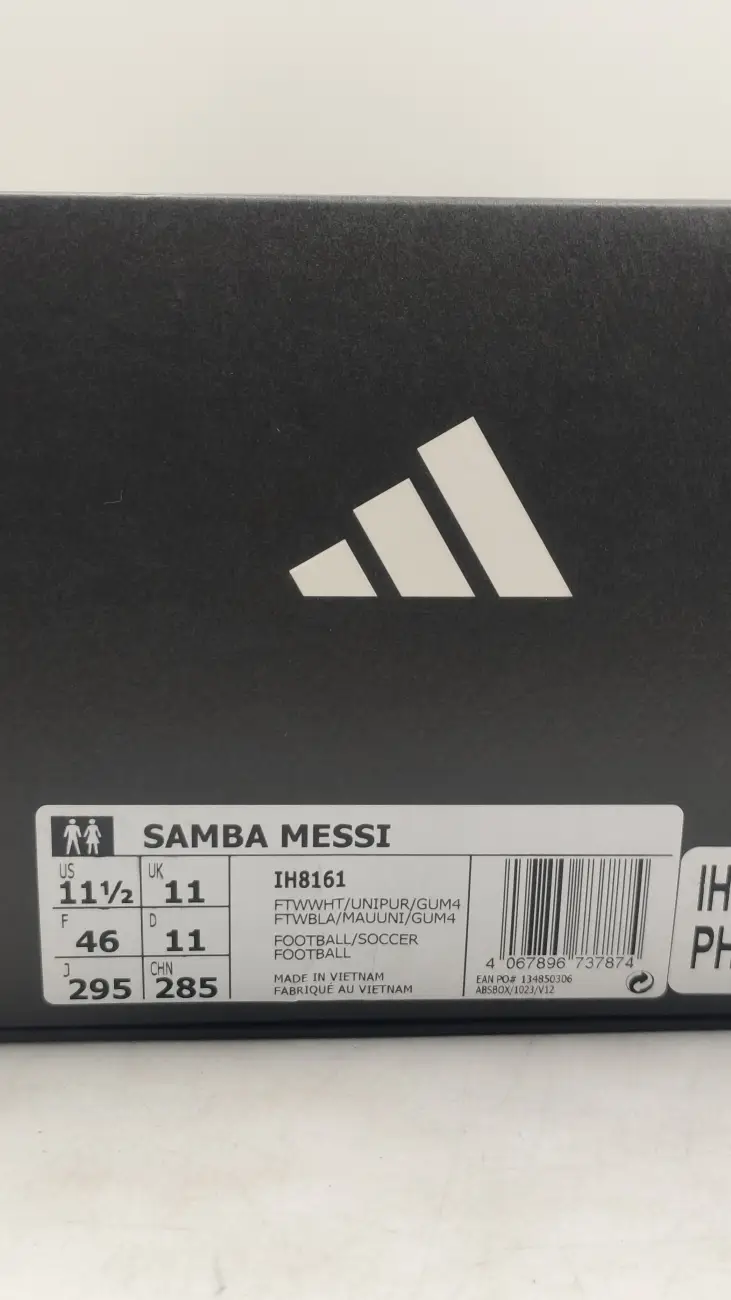 SAMBA MESSI
US
11½
UK
11
F
46
D
11
J
295
CHN
285
IH8161
FTWWHT/UNIPUR/GUM4
FTWBLA/MAUUNI/GUM4
FOOTBALL/SOCCER
FOOTBALL
MADE IN VIETNAM
FABRIQUÉ AU VIETNAM
4 067896 737874
EAN PO# 134850306
ABSBOX/1023/V12
IH
PH